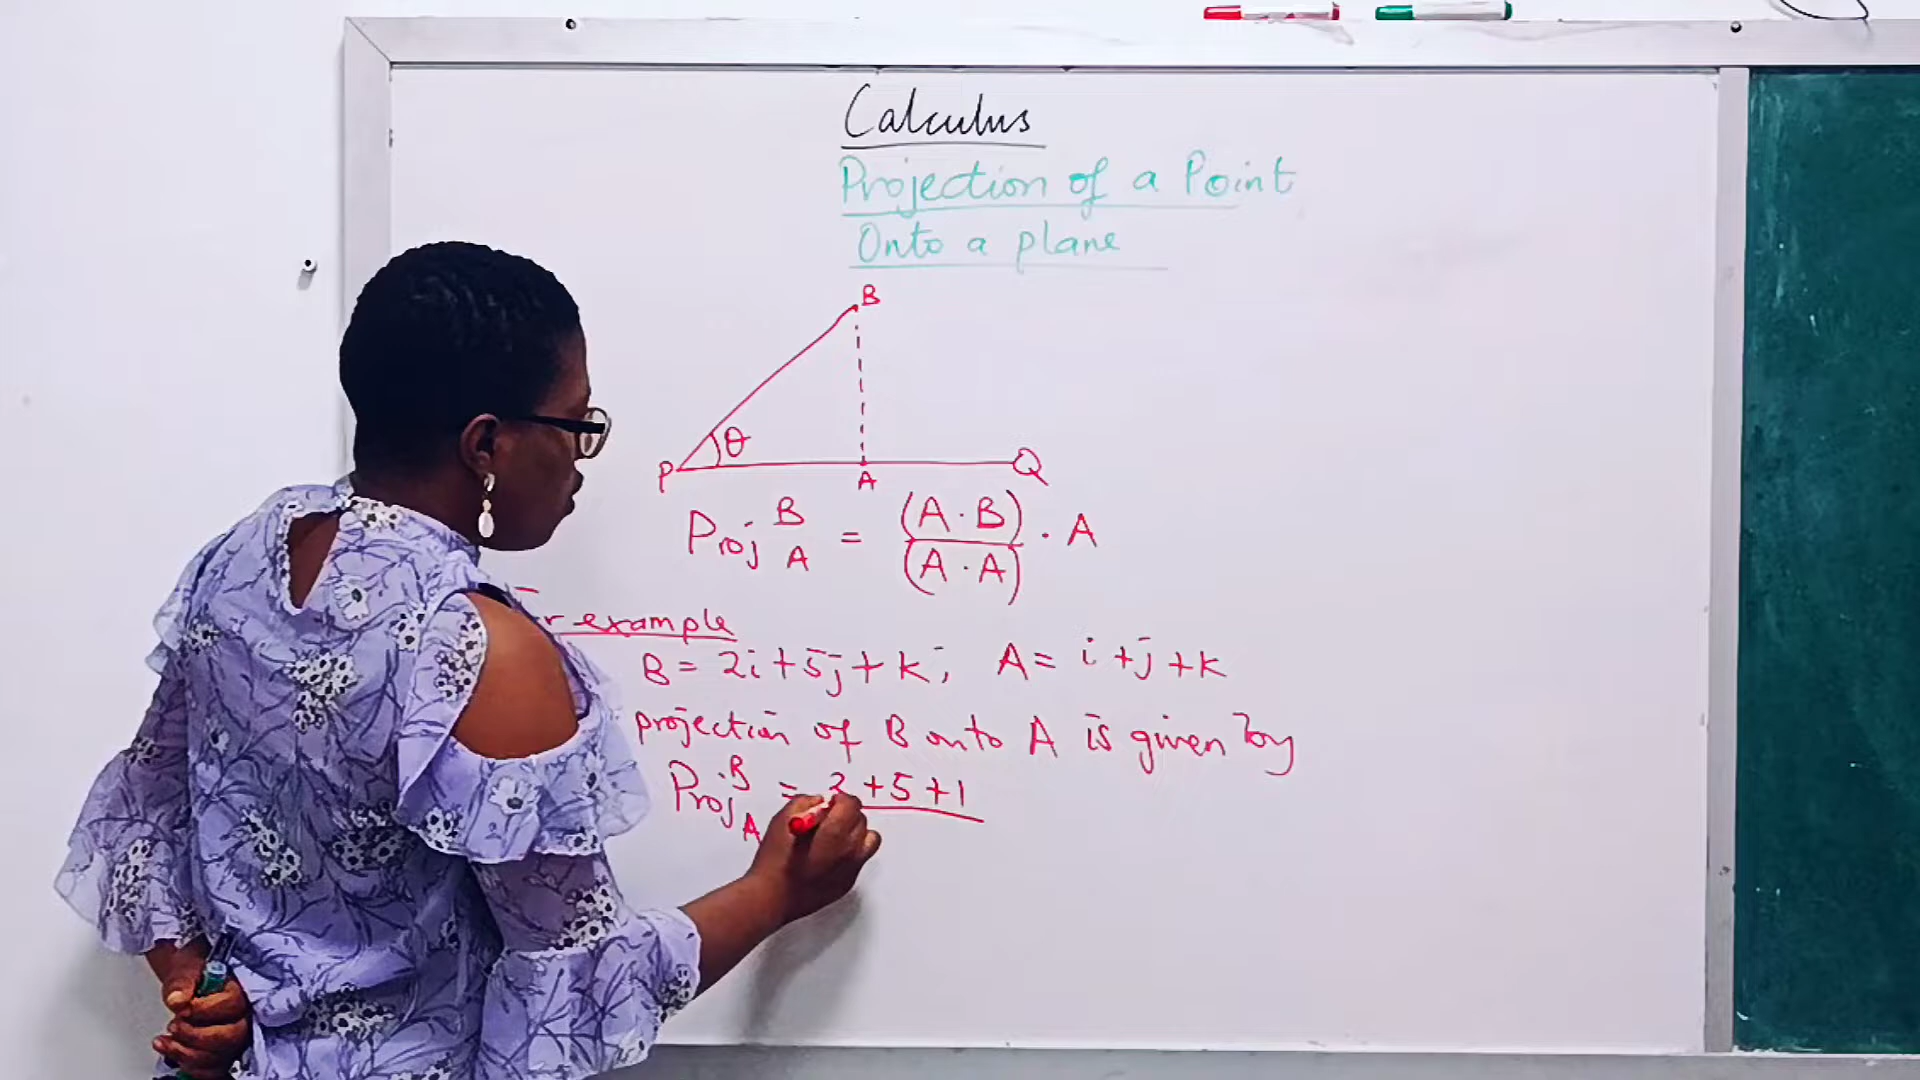 Calculus
Projection of a Point
Onto a plane
B
θ
P A Q
Proj B A = (A · B) / (A · A) · A
example
B = 2i + 5j + k; A = i + j + k
projection of B onto A is given by
Proj B A = 2 + 5 + 1